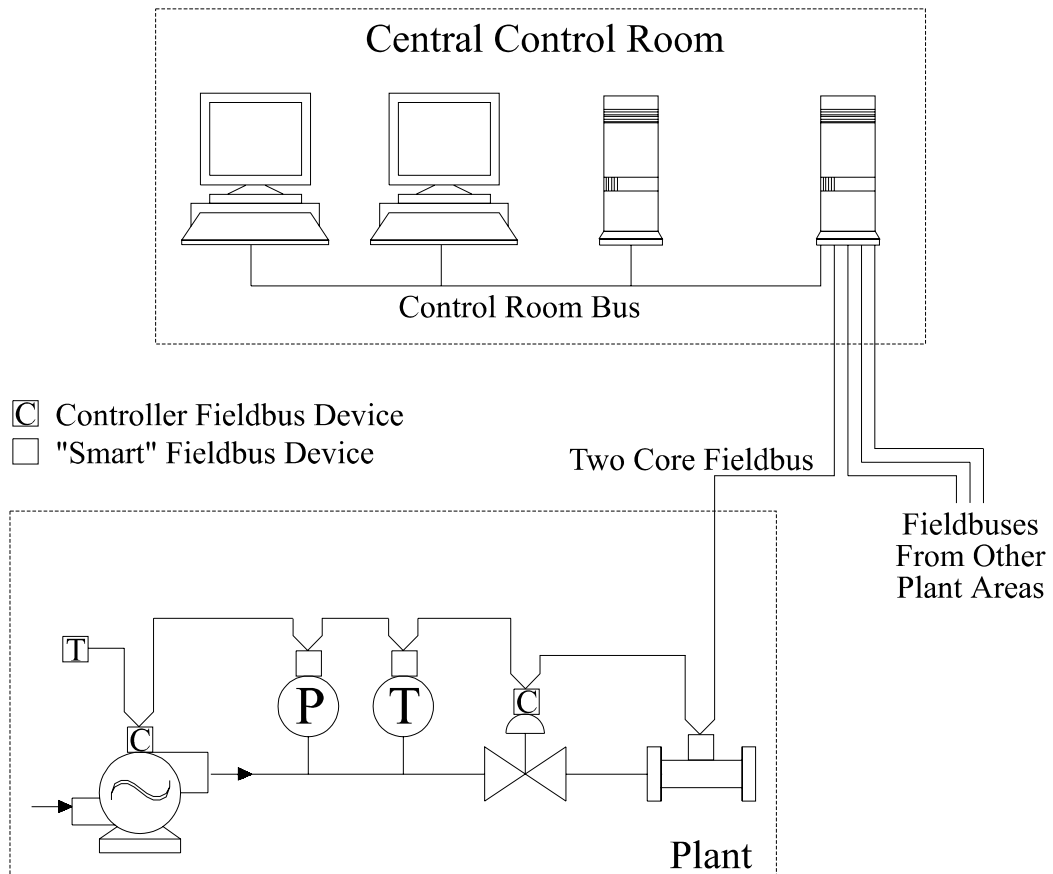 Central Control Room
Control Room Bus
C Controller Fieldbus Device
"Smart" Fieldbus Device
Two Core Fieldbus
Fieldbuses
From Other
Plant Areas
T
C
P
T
C
Plant